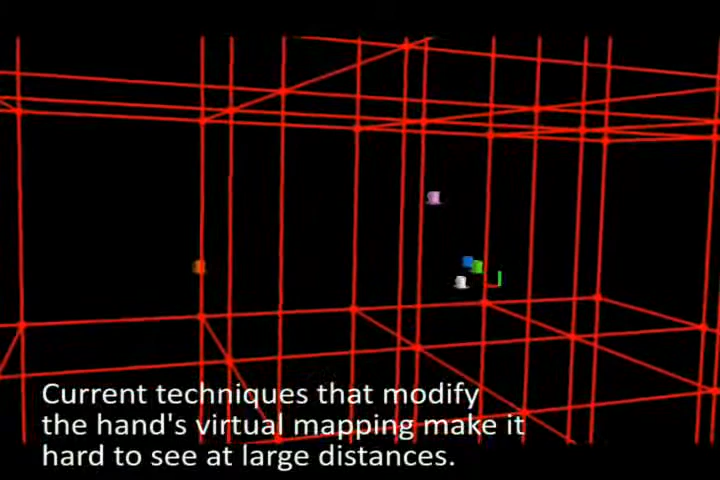 Current techniques that modify
the hand's virtual mapping make it
hard to see at large distances.